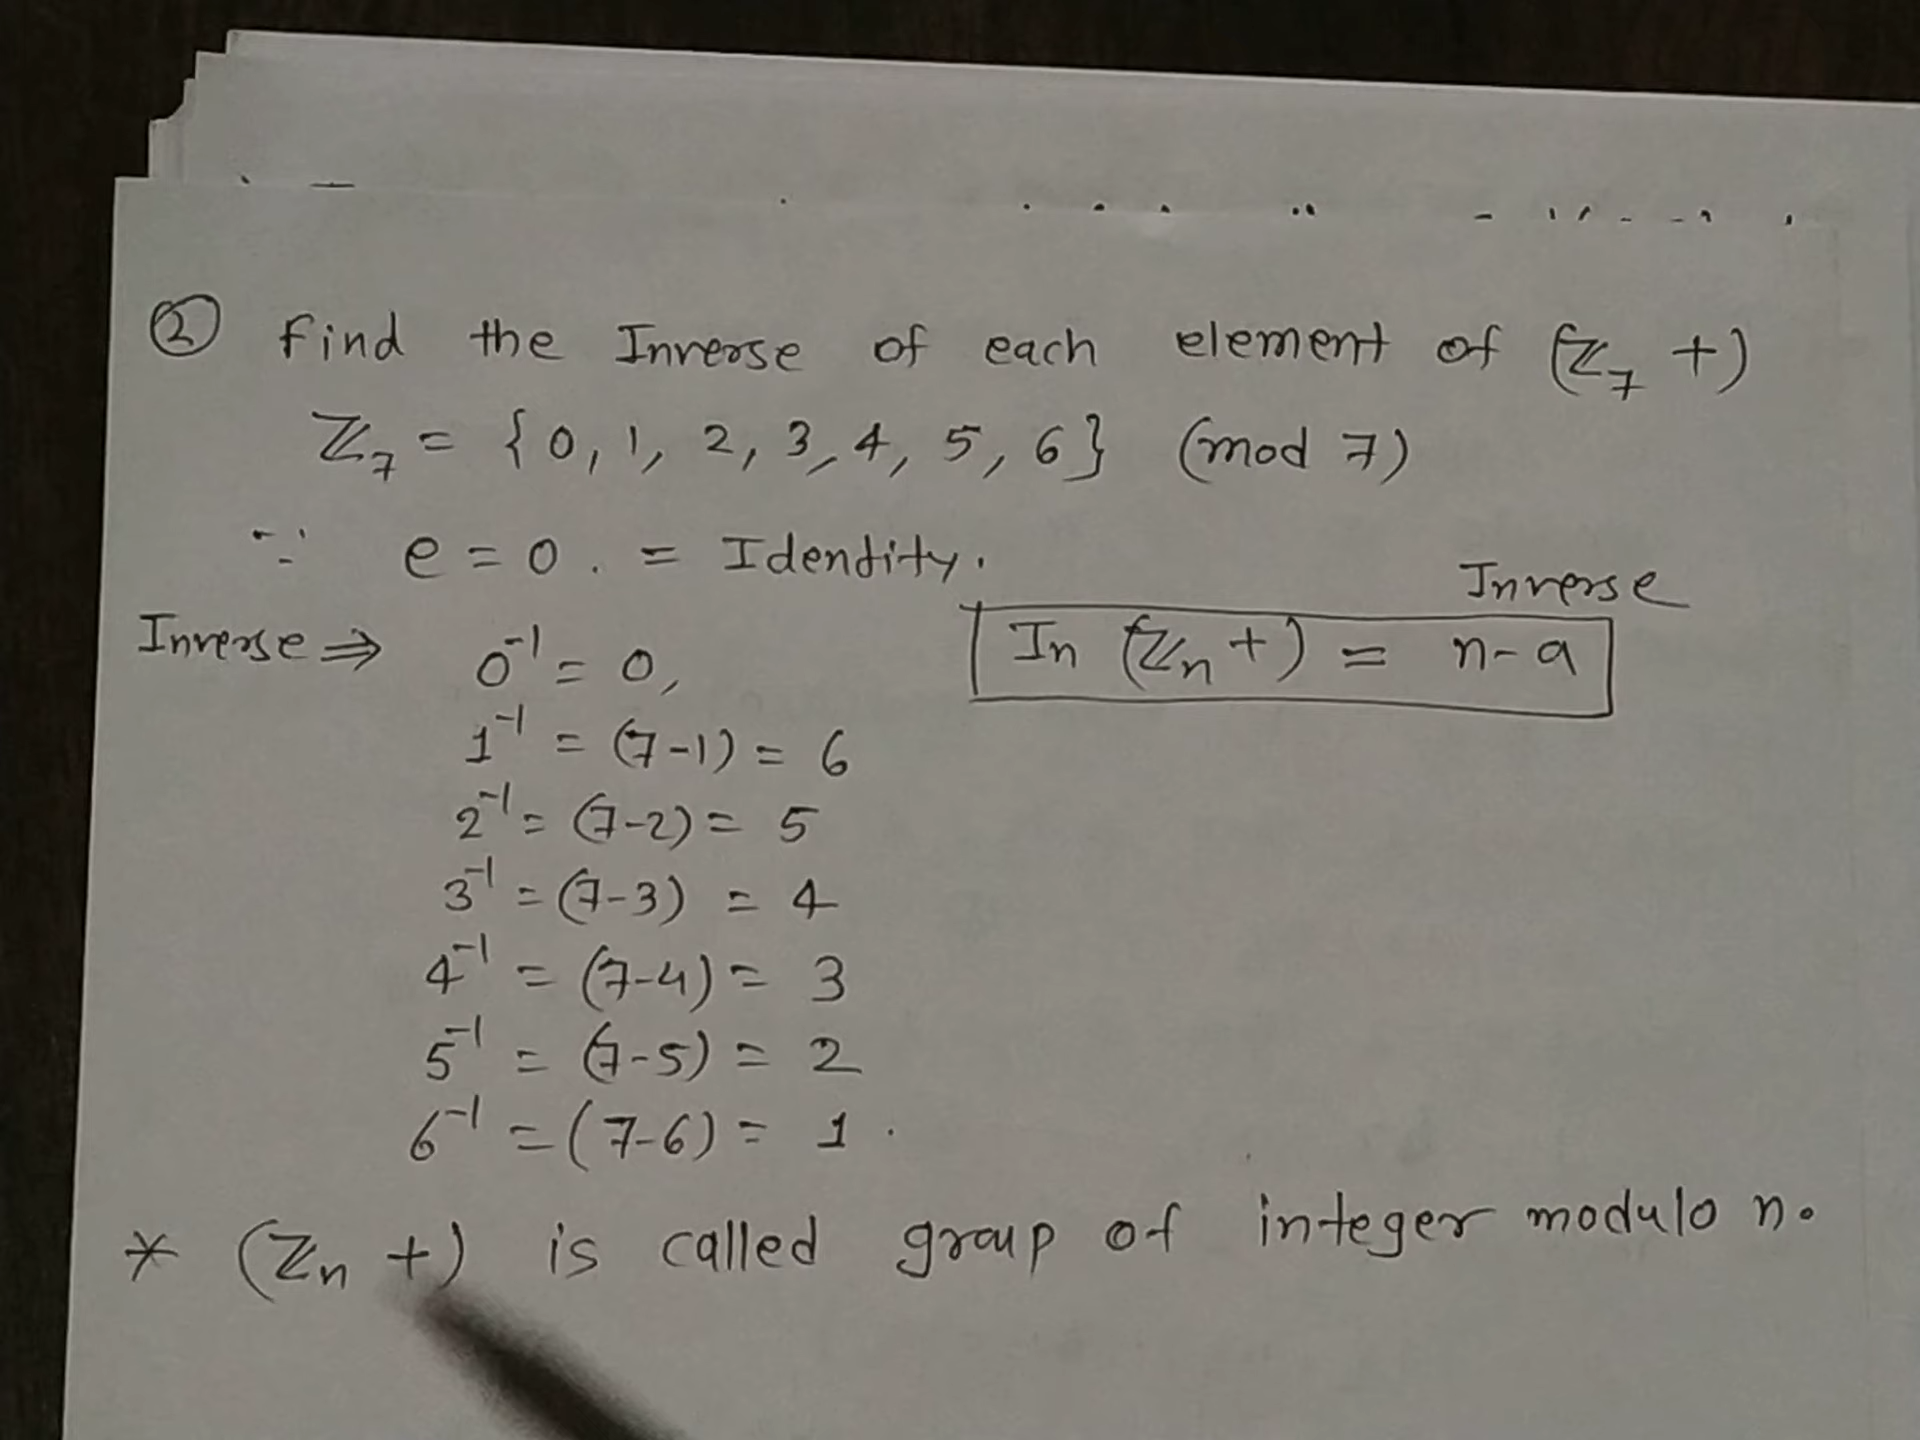 ② Find the Inverse of each element of (ℤ₇ +)
ℤ₇ = {0, 1, 2, 3, 4, 5, 6} (mod 7)
∵ e = 0. = Identity.
Inverse
Inverse ⇒ 0⁻¹ = 0, In (ℤₙ +) = n-a
1⁻¹ = (7-1) = 6
2⁻¹ = (7-2) = 5
3⁻¹ = (7-3) = 4
4⁻¹ = (7-4) = 3
5⁻¹ = (7-5) = 2
6⁻¹ = (7-6) = 1.
* (ℤₙ +) is called group of integer modulo n.